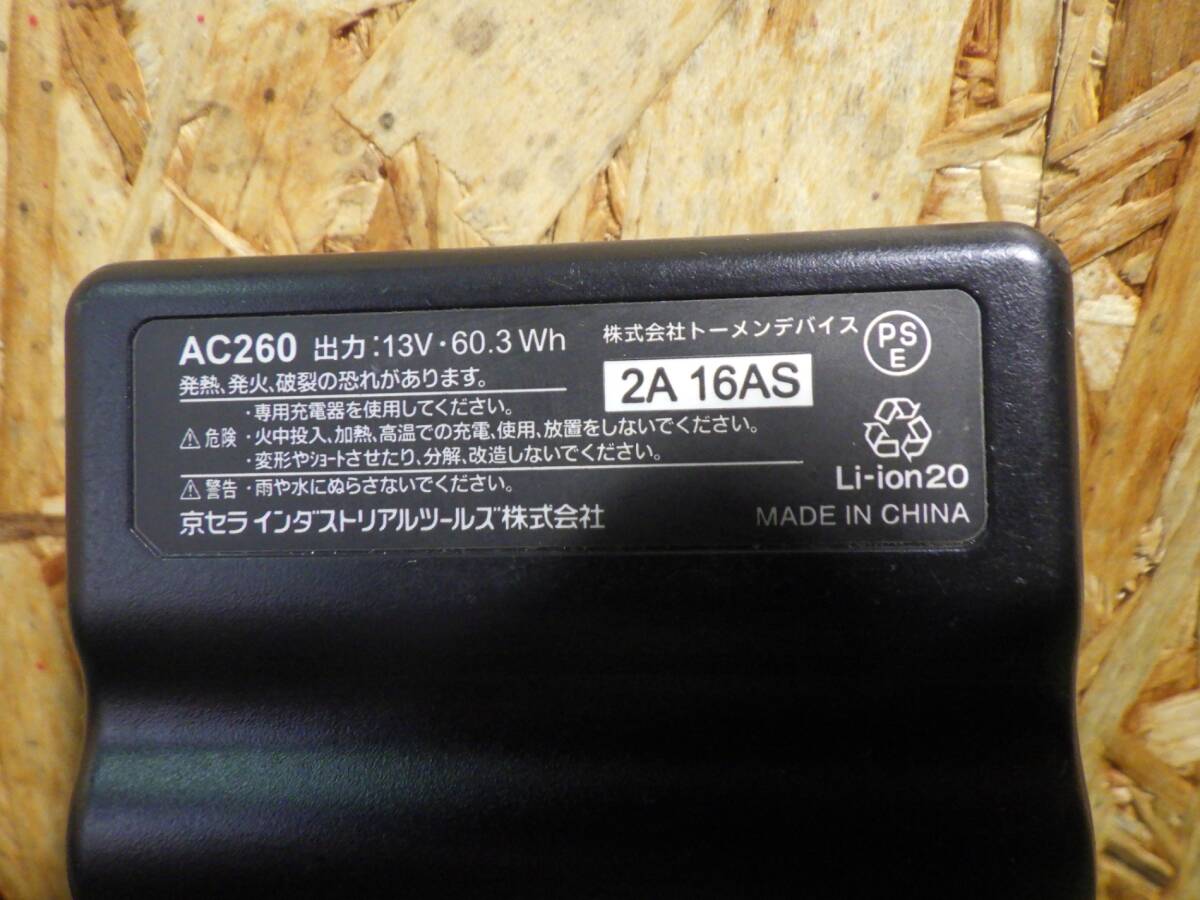 AC260 出力:13V・60.3Wh
株式会社トーメンデバイス
PS
E
発熱、発火、破裂の恐れがあります。
2A 16AS
・専用充電器を使用してください。
⚠危険 ・火中投入、加熱、高温での充電、使用、放置をしないでください。
・変形やｼｮｰﾄさせたり、分解、改造しないでください。
⚠警告 ・雨や水にぬらさないでください。
Li-ion20
京セラ インダストリアルツールズ株式会社
MADE IN CHINA